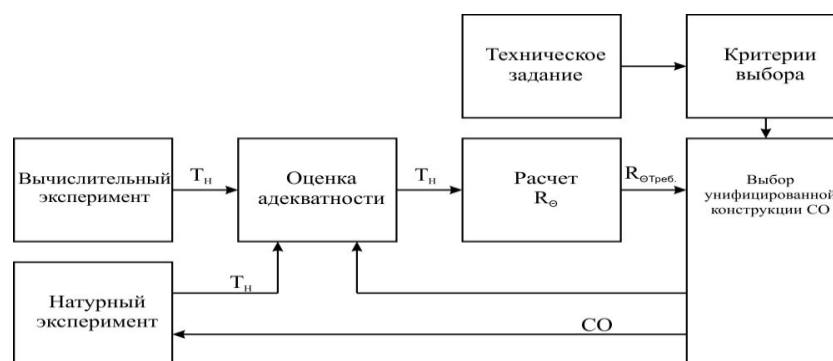 Техническое
задание
Критерии
выбора
Вычислительный
эксперимент
Tн
Оценка
адекватности
Tн
Расчет
RΘ
RΘТреб.
Выбор
унифицированной
конструкции СО
Натурный
эксперимент
Tн
СО